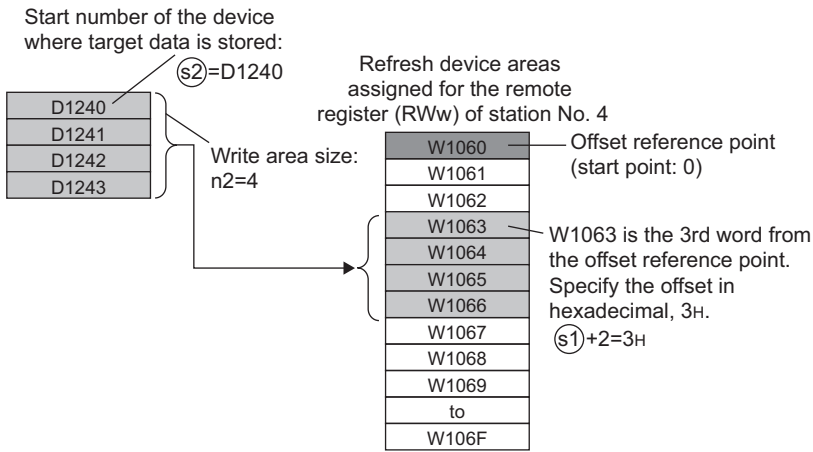 Start number of the device
where target data is stored:
s2=D1240
D1240
D1241
D1242
D1243
Write area size:
n2=4
Refresh device areas
assigned for the remote
register (RWw) of station No. 4
W1060
W1061
W1062
W1063
W1064
W1065
W1066
W1067
W1068
W1069
to
W106F
Offset reference point
(start point: 0)
W1063 is the 3rd word from
the offset reference point.
Specify the offset in
hexadecimal, 3H.
s1+2=3H